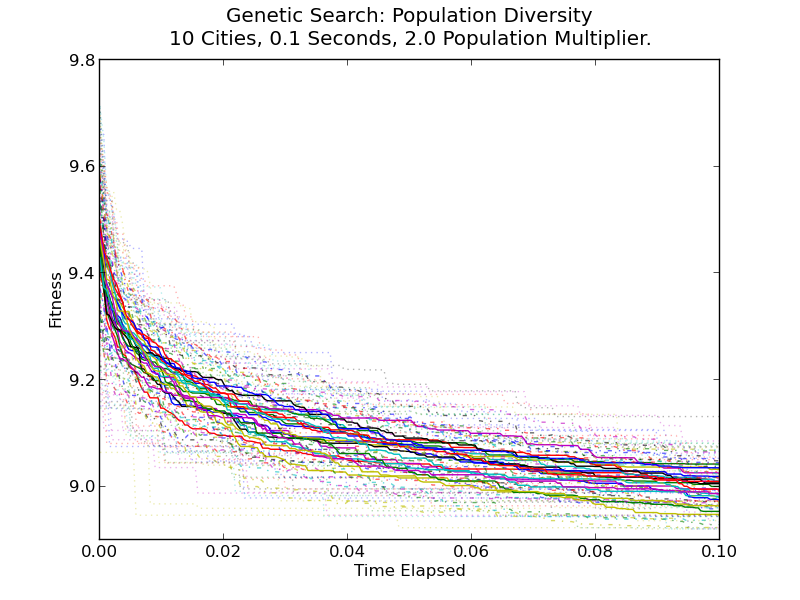 Genetic Search: Population Diversity
10 Cities, 0.1 Seconds, 2.0 Population Multiplier.
9.8
9.6
9.4
9.2
9.0
Fitness
0.00
0.02
0.04
0.06
0.08
0.10
Time Elapsed